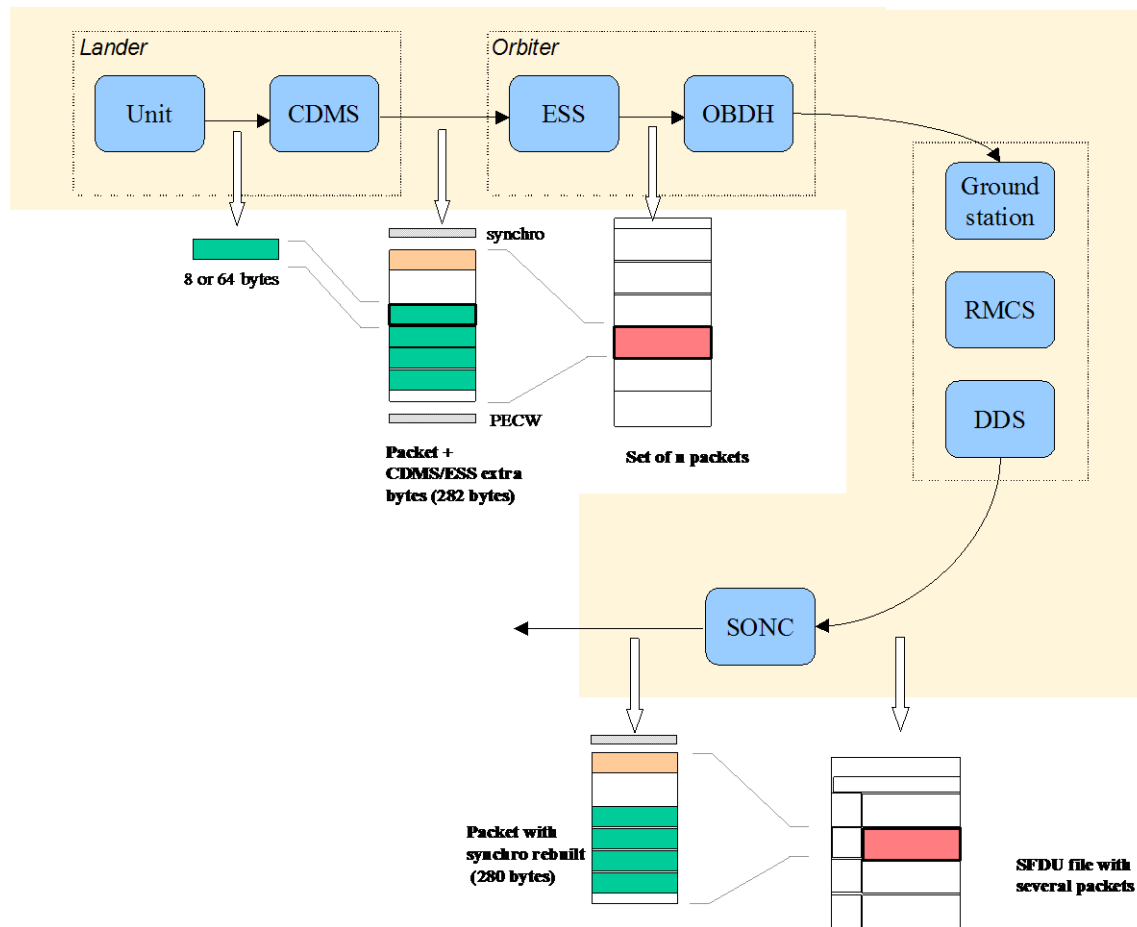 Lander
Orbiter
Unit
CDMS
ESS
OBDH
Ground
station
RMCS
DDS
synchro
8 or 64 bytes
PECW
Packet +
CDMS/ESS extra
bytes (282 bytes)
Set of n packets
SONC
Packet with
synchro rebuilt
(280 bytes)
SFDU file with
several packets